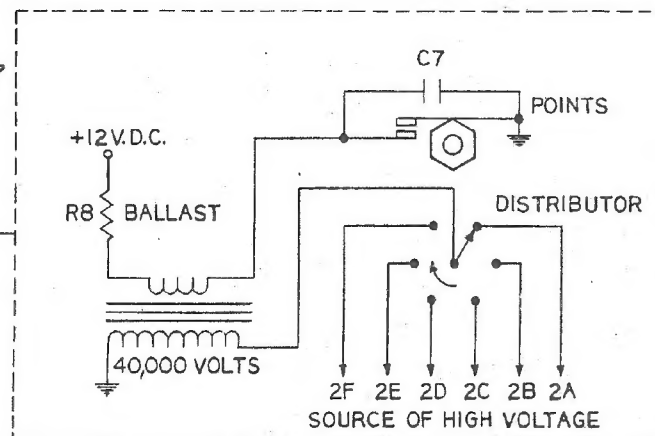 C7
POINTS
+12V.D.C.
R8 BALLAST
DISTRIBUTOR
40,000 VOLTS
2F 2E 2D 2C 2B 2A
SOURCE OF HIGH VOLTAGE